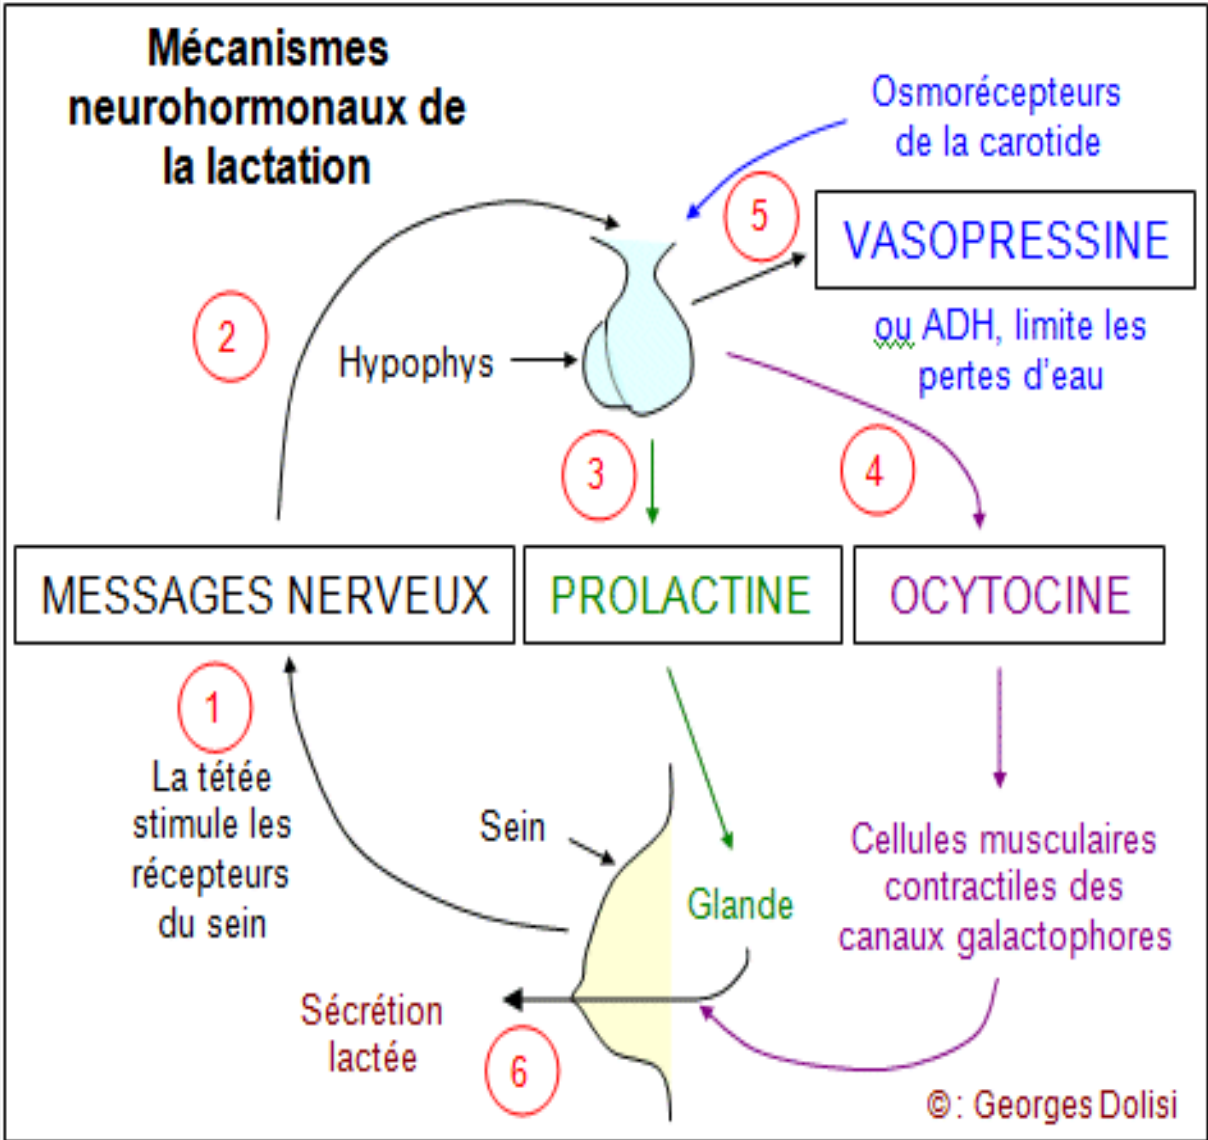 Mécanismes
neurohormonaux de
la lactation
Osmorécepteurs
de la carotide
5
VASOPRESSINE
ou ADH, limite les
pertes d'eau
2
Hypophys
3
4
MESSAGES NERVEUX
PROLACTINE
OCYTOCINE
1
La tétée
stimule les
récepteurs
du sein
Sein
Glande
Cellules musculaires
contractiles des
canaux galactophores
Sécrétion
lactée
6
© : Georges Dolisi